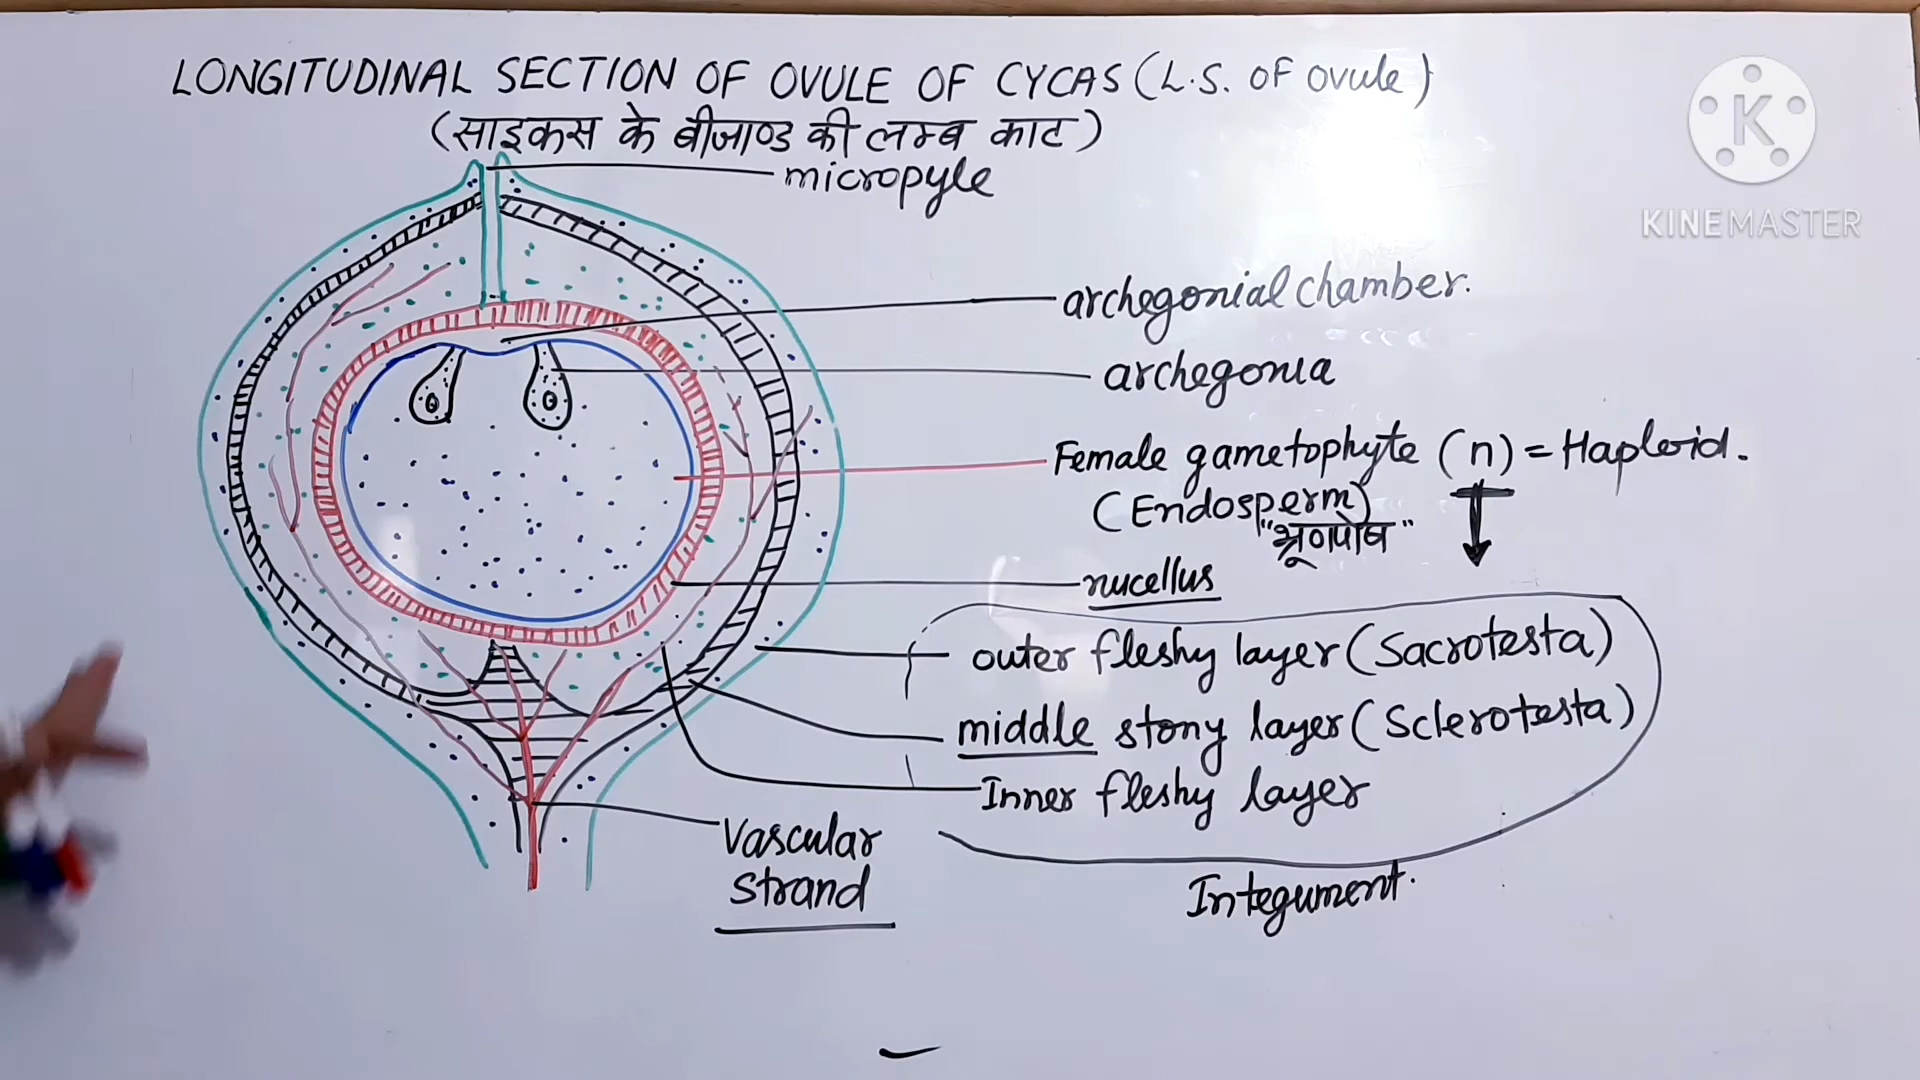 LONGITUDINAL SECTION OF OVULE OF CYCAS (L.S. OF ovule)
(साइकस के बीजाण्ड की लम्ब काट)
micropyle
K
KINEMASTER
archegonial chamber.
archegonia
Female gametophyte (n) = Haploid.
(Endosperm)
"भ्रूणपोष"
nucellus
outer fleshy layer (Sacrotesta)
middle stony layer (Sclerotesta)
Inner fleshy layer
Vascular
strand
Integument.